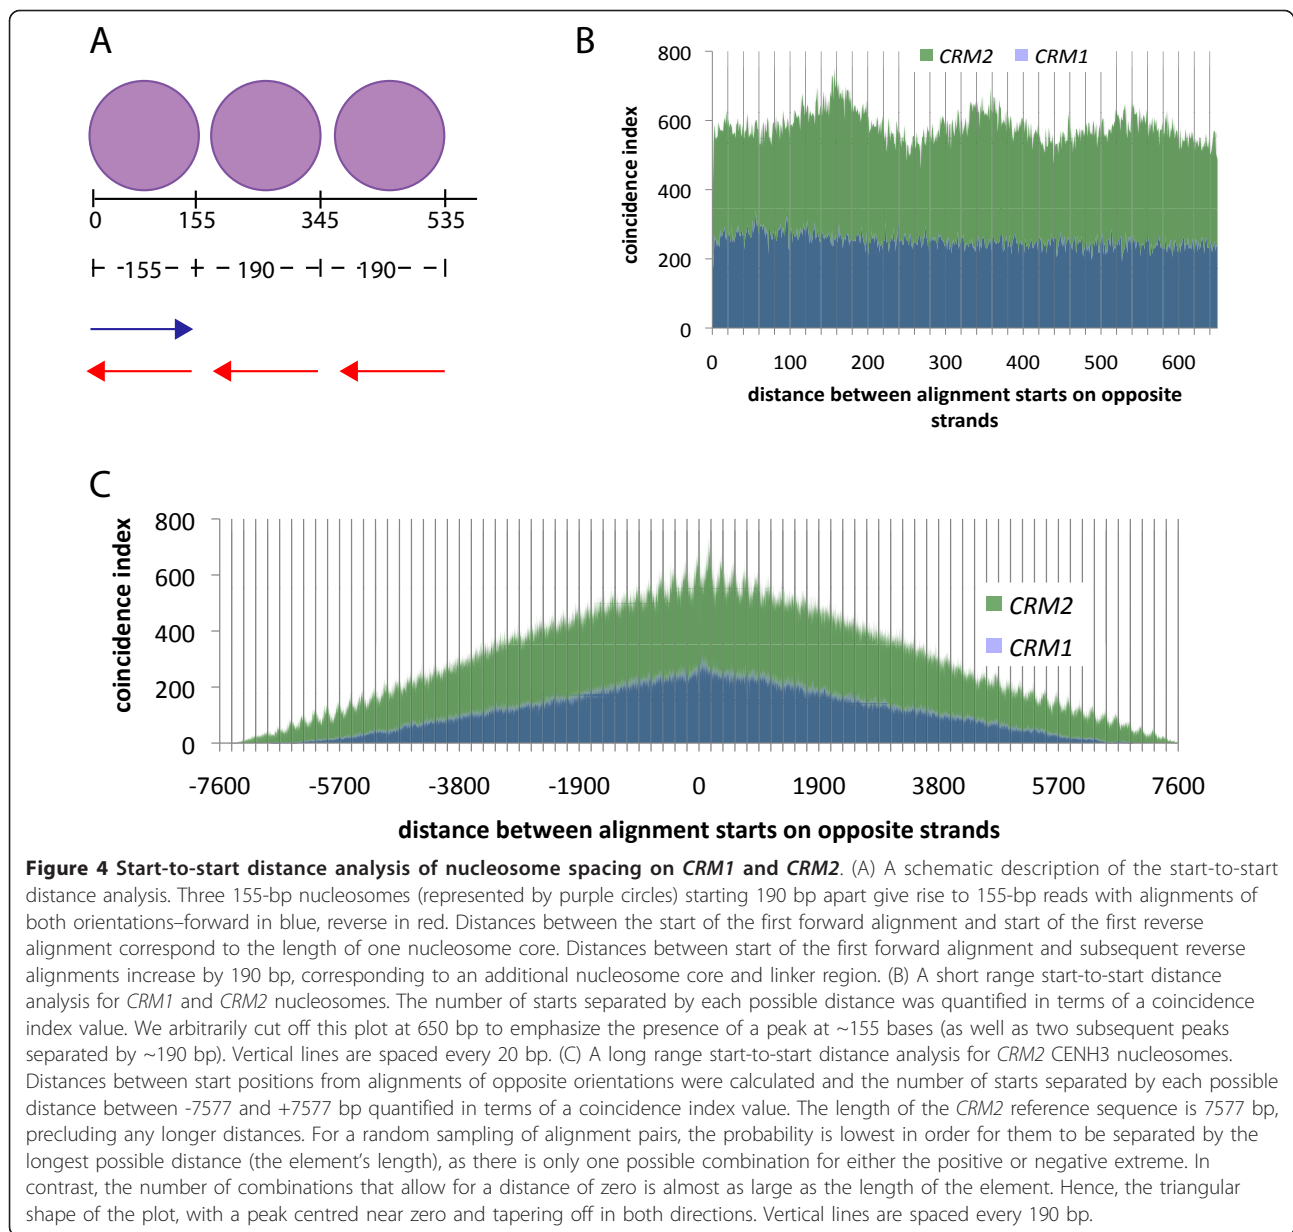 A
0 155 345 535
155 190 190
B
800
600
400
200
0
coincidence index
CRM2 CRM1
0 100 200 300 400 500 600
distance between alignment starts on opposite
strands
C
800
600
400
200
0
coincidence index
CRM2
CRM1
-7600 -5700 -3800 -1900 0 1900 3800 5700 7600
distance between alignment starts on opposite strands
Figure 4 Start-to-start distance analysis of nucleosome spacing on CRM1 and CRM2. (A) A schematic description of the start-to-start
distance analysis. Three 155-bp nucleosomes (represented by purple circles) starting 190 bp apart give rise to 155-bp reads with alignments of
both orientations–forward in blue, reverse in red. Distances between the start of the first forward alignment and start of the first reverse
alignment correspond to the length of one nucleosome core. Distances between start of the first forward alignment and subsequent reverse
alignments increase by 190 bp, corresponding to an additional nucleosome core and linker region. (B) A short range start-to-start distance
analysis for CRM1 and CRM2 nucleosomes. The number of starts separated by each possible distance was quantified in terms of a coincidence
index value. We arbitrarily cut off this plot at 650 bp to emphasize the presence of a peak at ~155 bases (as well as two subsequent peaks
separated by ~190 bp). Vertical lines are spaced every 20 bp. (C) A long range start-to-start distance analysis for CRM2 CENH3 nucleosomes.
Distances between start positions from alignments of opposite orientations were calculated and the number of starts separated by each possible
distance between -7577 and +7577 bp quantified in terms of a coincidence index value. The length of the CRM2 reference sequence is 7577 bp,
precluding any longer distances. For a random sampling of alignment pairs, the probability is lowest in order for them to be separated by the
longest possible distance (the element's length), as there is only one possible combination for either the positive or negative extreme. In
contrast, the number of combinations that allow for a distance of zero is almost as large as the length of the element. Hence, the triangular
shape of the plot, with a peak centred near zero and tapering off in both directions. Vertical lines are spaced every 190 bp.